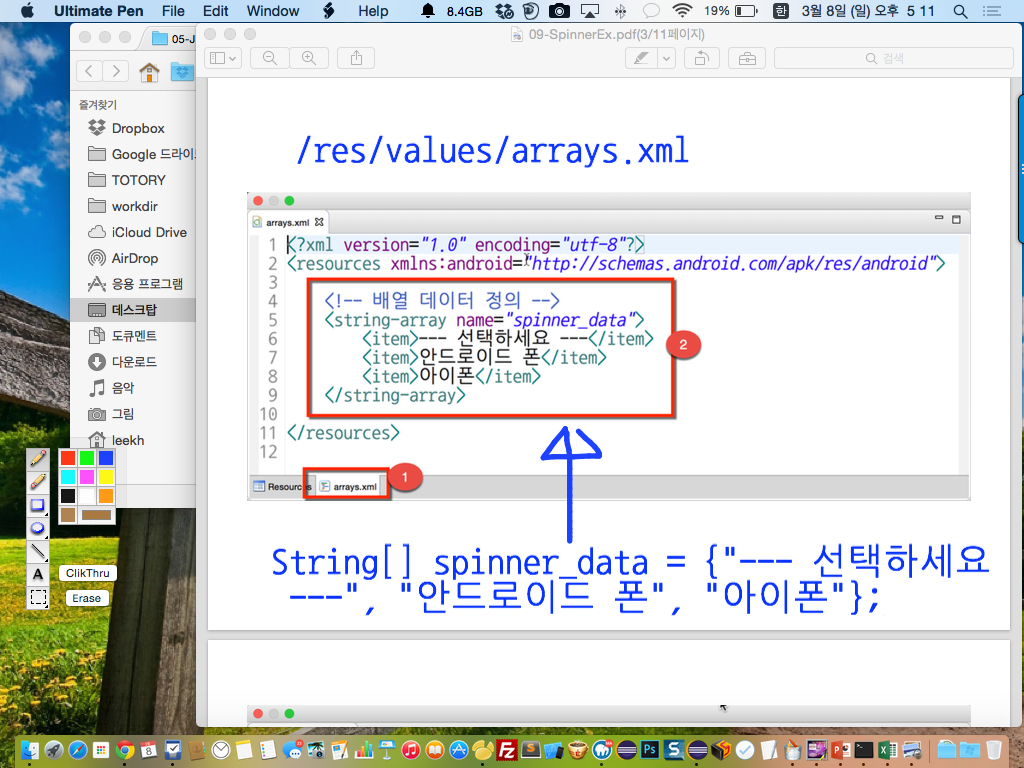 Ultimate Pen File Edit Window Help 8.4GB 19% 한 3월 8일 (일) 오후 5 11
05-J
09-SpinnerEx.pdf(3/11페이지)
검색
즐겨찾기
Dropbox
Google 드라이
TOTORY
workdir
iCloud Drive
AirDrop
응용 프로그램
데스크탑
도큐멘트
다운로드
음악
그림
leekh
/res/values/arrays.xml
arrays.xml
1 <?xml version="1.0" encoding="utf-8"?>
2 <resources xmlns:android="http://schemas.android.com/apk/res/android">
3
4 <!-- 배열 데이터 정의 -->
5 <string-array name="spinner_data">
6 <item>--- 선택하세요 ---</item>
7 <item>안드로이드 폰</item>
8 <item>아이폰</item>
9 </string-array>
10
11 </resources>
12
2
Resources arrays.xml
1
String[] spinner_data = {"--- 선택하세요
---", "안드로이드 폰", "아이폰"};
A
ClikThru
Erase